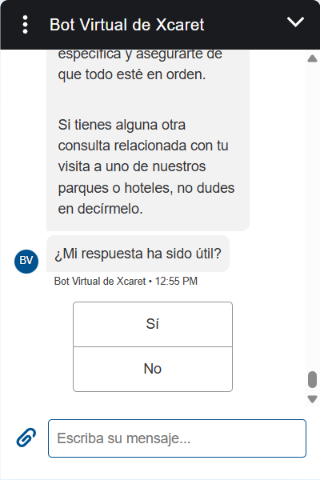 Bot Virtual de Xcaret
específica y asegurarte de
que todo esté en orden.
Si tienes alguna otra
consulta relacionada con tu
visita a uno de nuestros
parques o hoteles, no dudes
en decírmelo.
¿Mi respuesta ha sido útil?
BV
Bot Virtual de Xcaret • 12:55 PM
Sí
No
Escriba su mensaje...